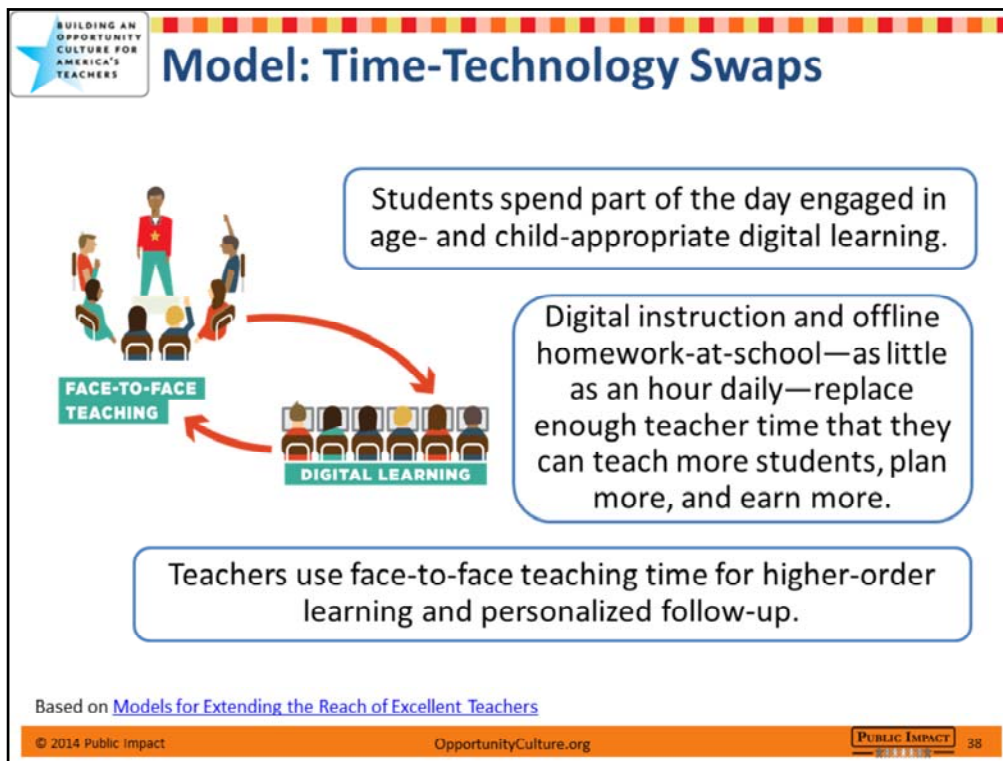 BUILDING AN
OPPORTUNITY
CULTURE FOR
AMERICA'S
TEACHERS
Model: Time-Technology Swaps
Students spend part of the day engaged in
age- and child-appropriate digital learning.
FACE-TO-FACE
TEACHING
DIGITAL LEARNING
Digital instruction and offline
homework-at-school—as little
as an hour daily—replace
enough teacher time that they
can teach more students, plan
more, and earn more.
Teachers use face-to-face teaching time for higher-order
learning and personalized follow-up.
Based on Models for Extending the Reach of Excellent Teachers
© 2014 Public Impact
OpportunityCulture.org
PUBLIC IMPACT
38